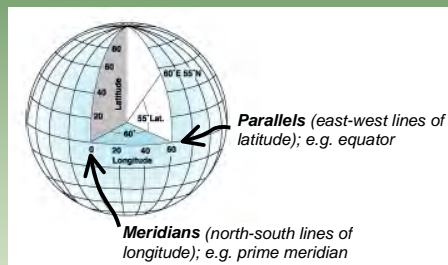 80
60
40
20
Latitude
60°E 55°N
55°Lat.
60°
0 20 40 60
Longitude
Parallels (east-west lines of
latitude); e.g. equator
Meridians (north-south lines of
longitude); e.g. prime meridian